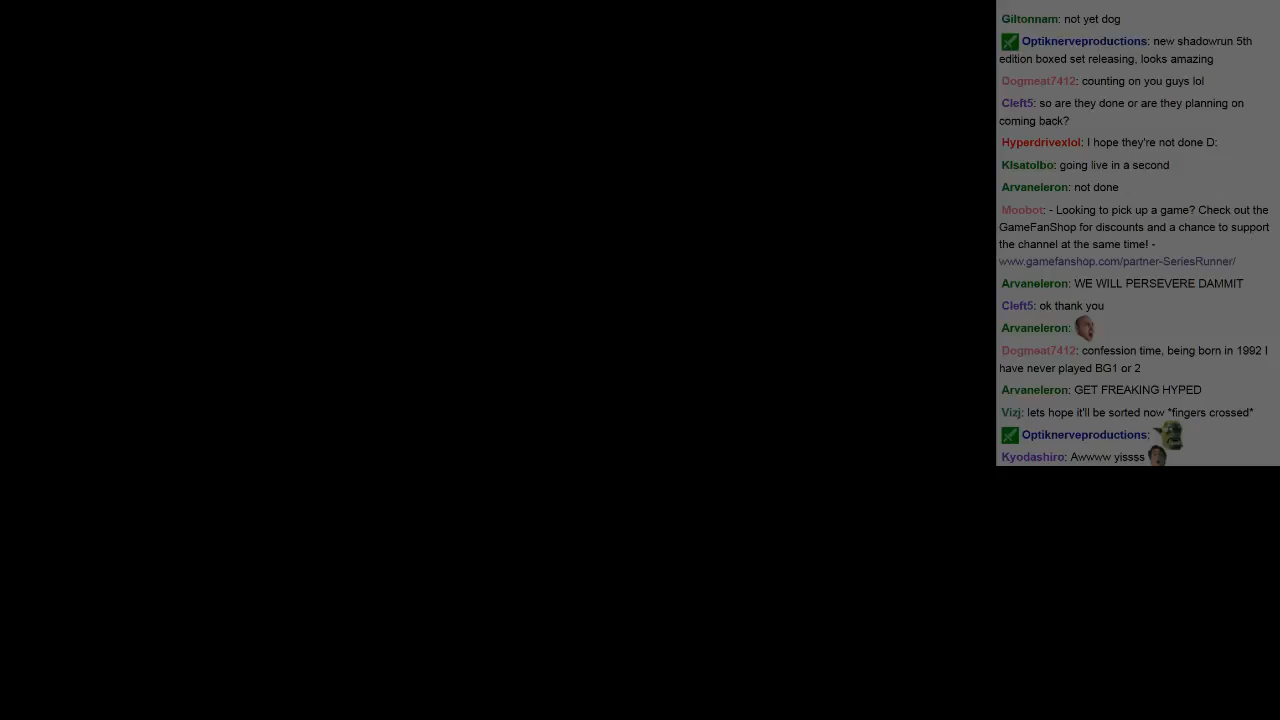 Giltonnam: not yet dog
Optiknerveproductions: new shadowrun 5th
edition boxed set releasing, looks amazing
Dogmeat7412: counting on you guys lol
Cleft5: so are they done or are they planning on
coming back?
Hyperdrivexlol: I hope they're not done D:
Klsatolbo: going live in a second
Arvaneleron: not done
Moobot: - Looking to pick up a game? Check out the
GameFanShop for discounts and a chance to support
the channel at the same time! -
www.gamefanshop.com/partner-SeriesRunner/
Arvaneleron: WE WILL PERSEVERE DAMMIT
Cleft5: ok thank you
Arvaneleron:
Dogmeat7412: confession time, being born in 1992 I
have never played BG1 or 2
Arvaneleron: GET FREAKING HYPED
Vizj: lets hope it'll be sorted now *fingers crossed*
Optiknerveproductions:
Kyodashiro: Awwww yissss